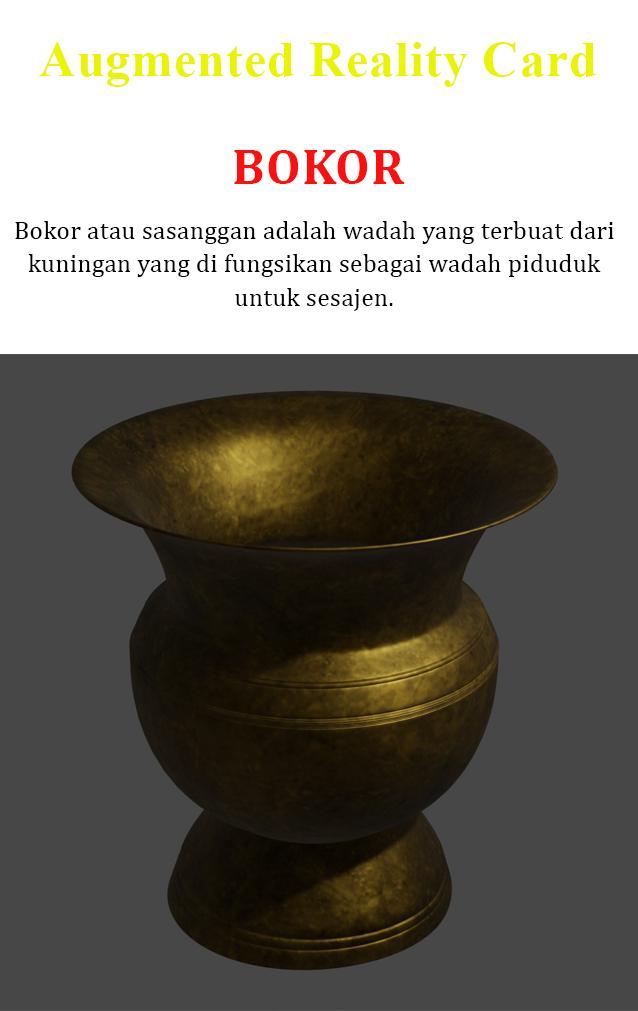 Augmented Reality Card
BOKOR
Bokor atau sasanggan adalah wadah yang terbuat dari
kuningan yang di fungsikan sebagai wadah piduduk
untuk sesajen.